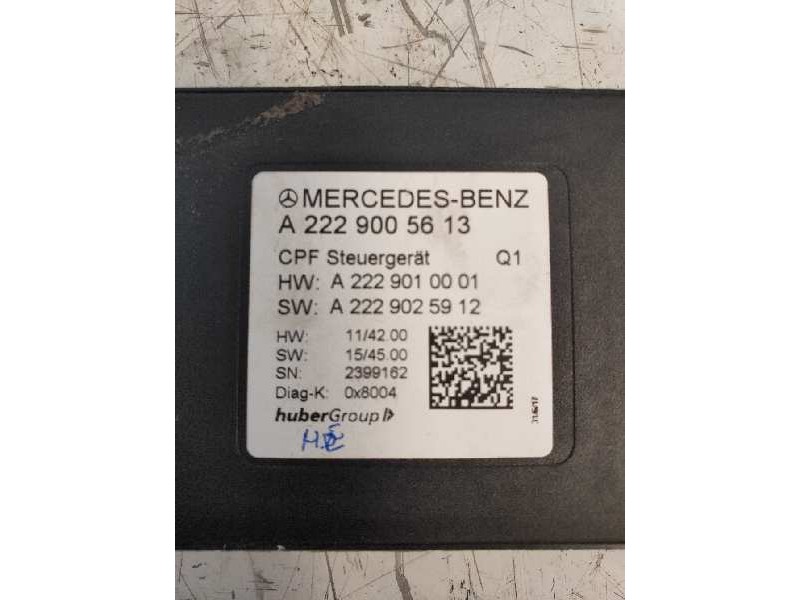 MERCEDES-BENZ
A 222 900 56 13
CPF Steuergerät Q1
HW: A 222 901 00 01
SW: A 222 902 59 12
HW: 11/42.00
SW: 15/45.00
SN: 2399162
Diag-K: 0x8004
huberGroup